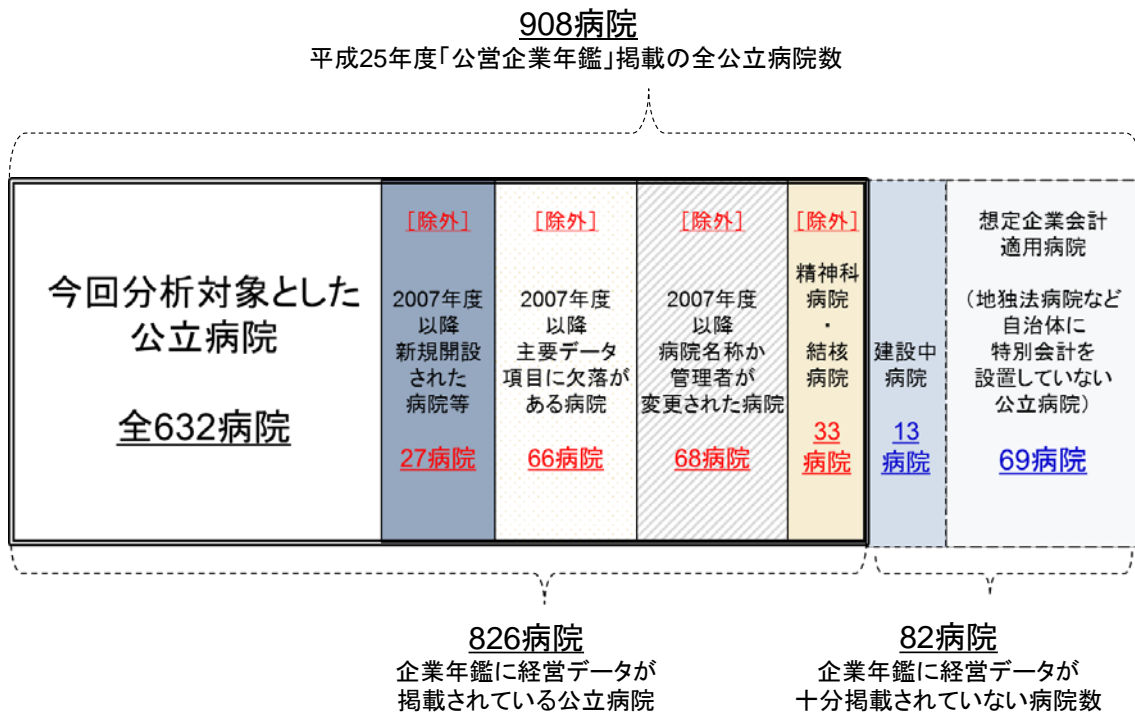 908病院
平成25年度「公営企業年鑑」掲載の全公立病院数
今回分析対象とした
公立病院
全632病院
[除外]
2007年度
以降
新規開設
された
病院等
27病院
[除外]
2007年度
以降
主要データ
項目に欠落が
ある病院
66病院
[除外]
2007年度
以降
病院名称か
管理者が
変更された病院
68病院
[除外]
精神科
病院
・
結核
病院
33
病院
建設中
病院
13
病院
想定企業会計
適用病院
（地独法病院など
自治体に
特別会計を
設置していない
公立病院）
69病院
826病院
企業年鑑に経営データが
掲載されている公立病院
82病院
企業年鑑に経営データが
十分掲載されていない病院数